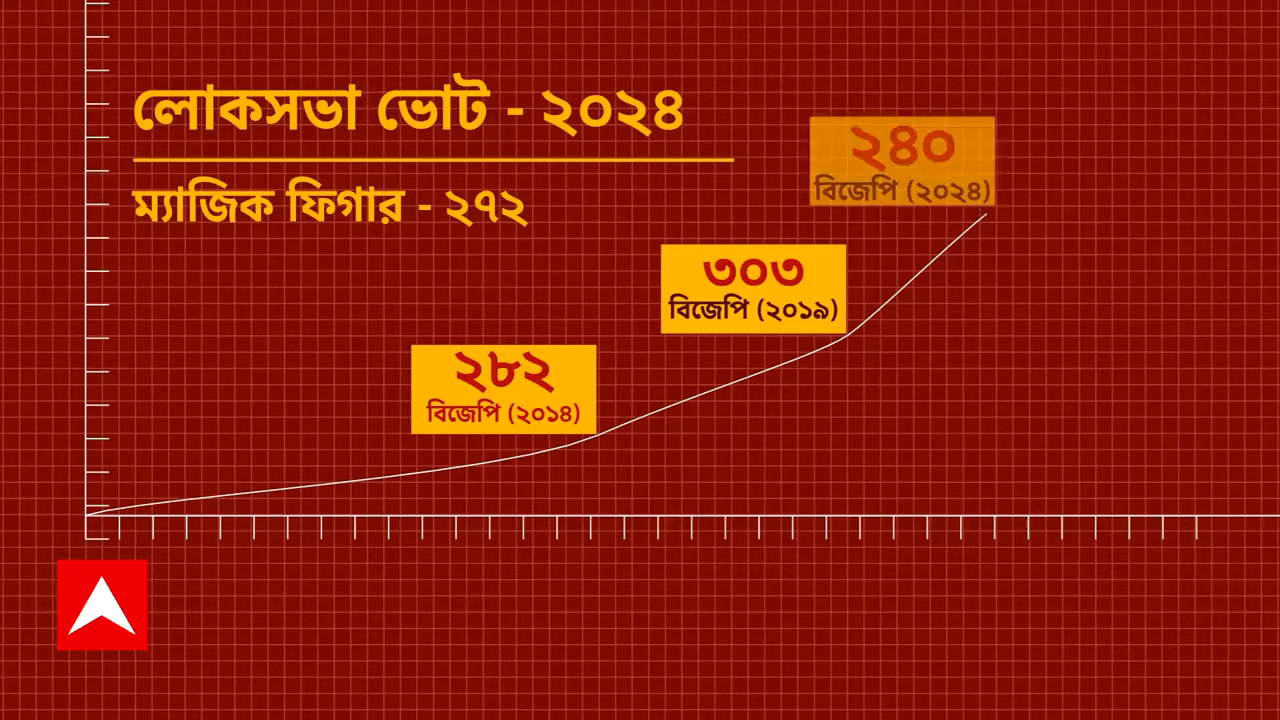 লোকসভা ভোট - ২০২৪
ম্যাজিক ফিগার - ২৭২
২৪০
বিজেপি (২০২৪)
৩০৩
বিজেপি (২০১৯)
২৮২
বিজেপি (২০১৪)